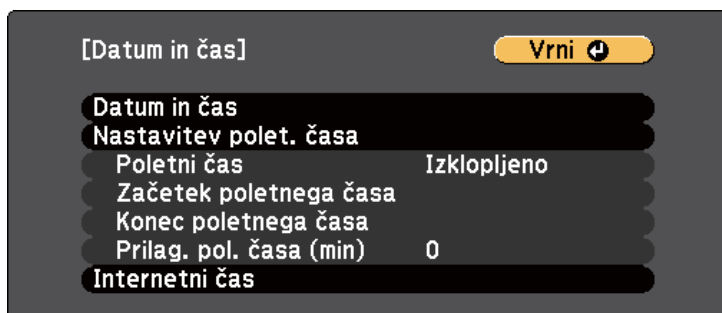 [Datum in čas] Vrni
Datum in čas
Nastavitev polet. časa
Poletni čas Izklopljeno
Začetek poletnega časa
Konec poletnega časa
Prilag. pol. časa (min) 0
Internetni čas